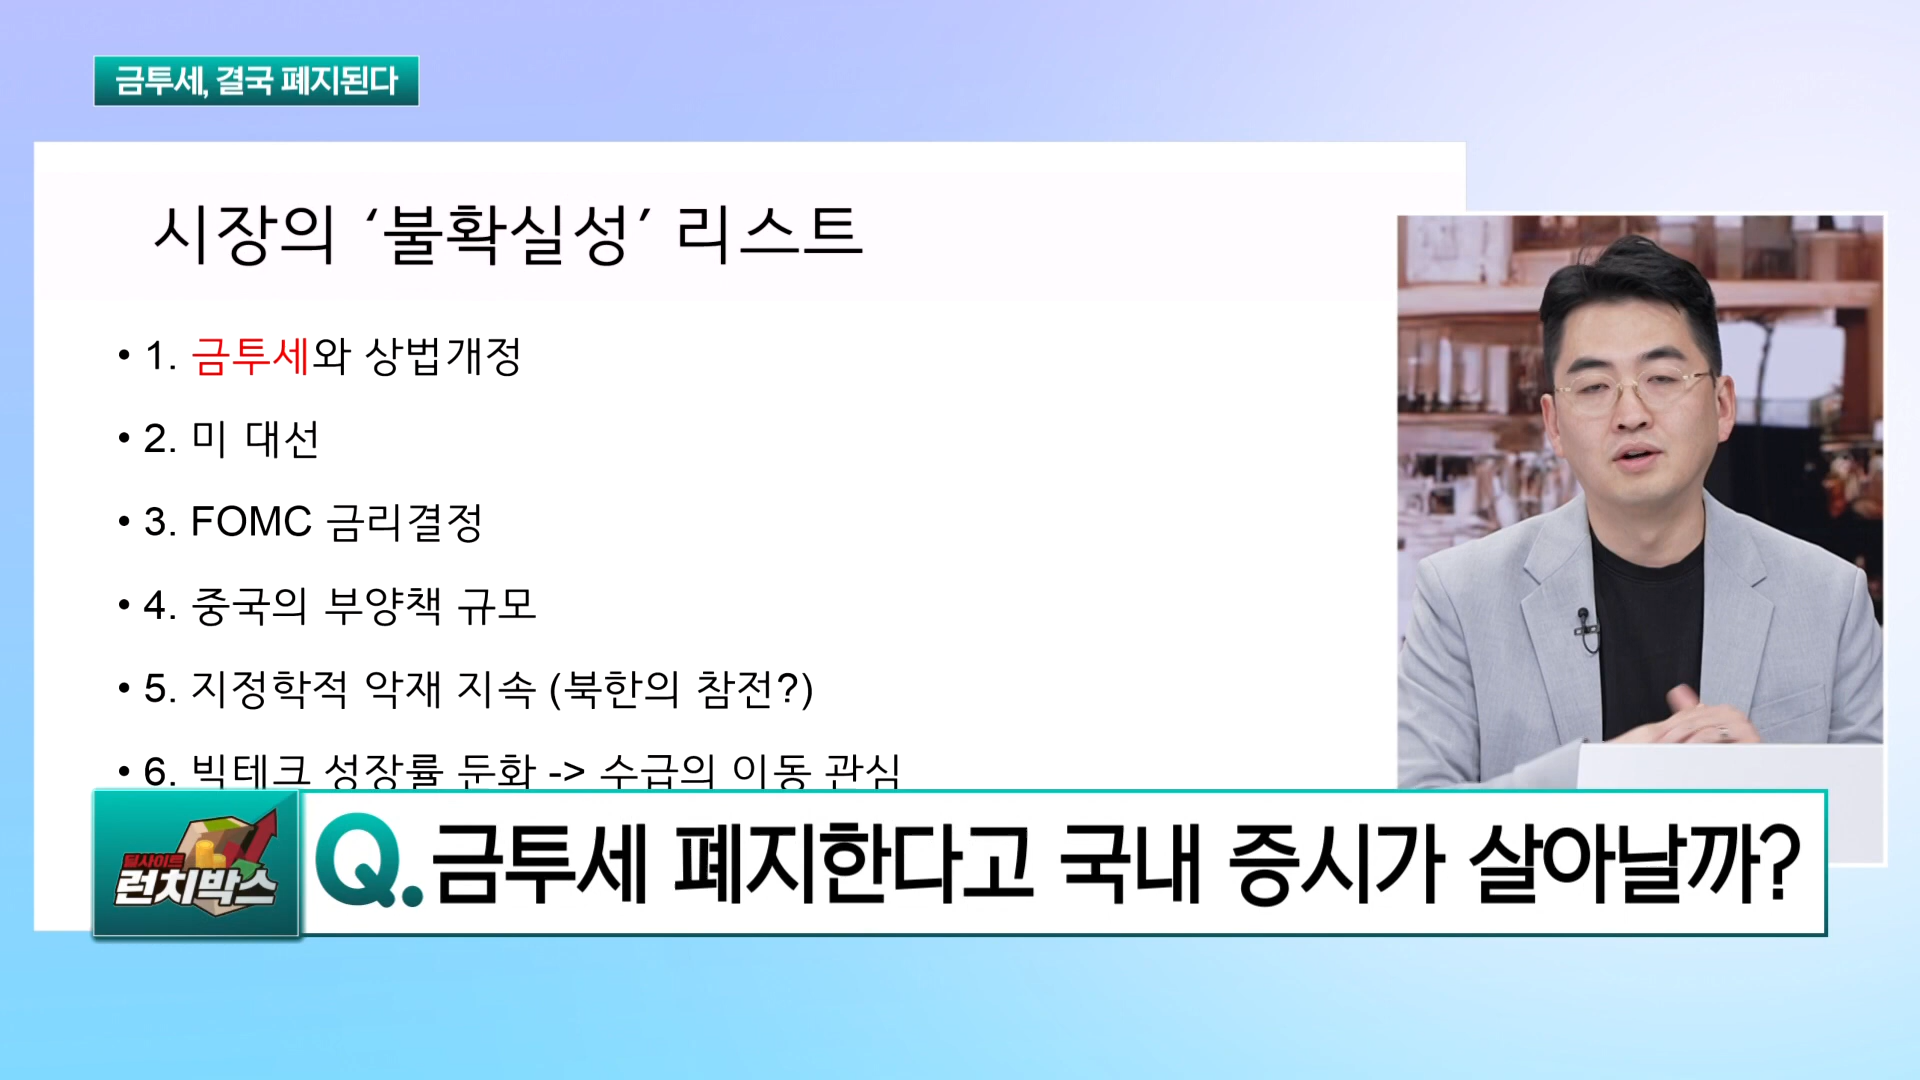 금투세, 결국 폐지된다
시장의 ‘불확실성’ 리스트
• 1. 금투세와 상법개정
• 2. 미 대선
• 3. FOMC 금리결정
• 4. 중국의 부양책 규모
• 5. 지정학적 악재 지속 (북한의 참전?)
• 6. 빅테크 성장률 둔화 -> 수급의 이동 관심
딜사이트
런치박스
Q. 금투세 폐지한다고 국내 증시가 살아날까?